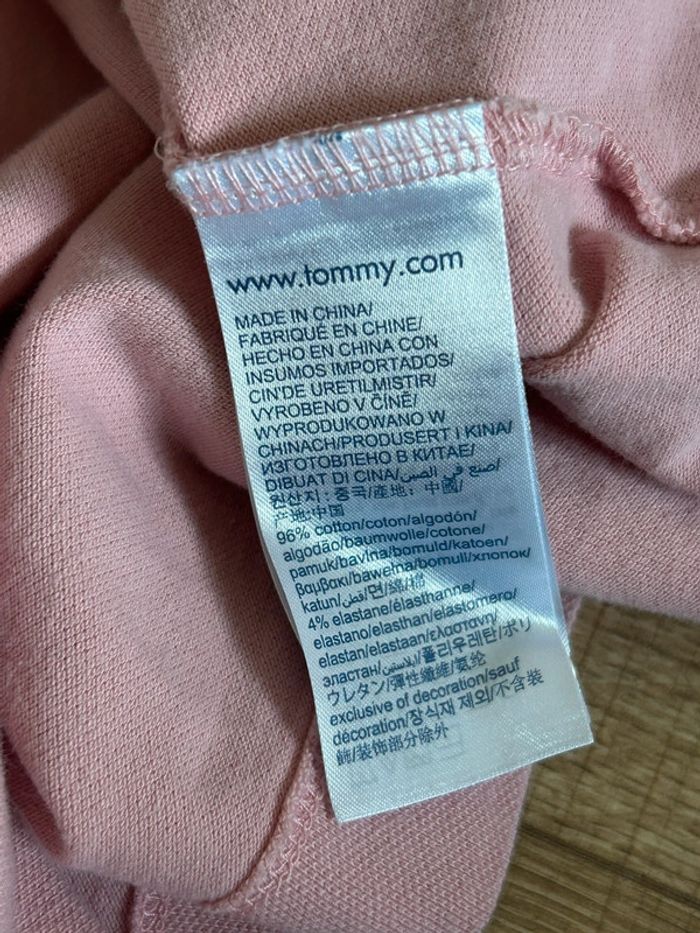 www.tommy.com
MADE IN CHINA/
FABRIQUÉ EN CHINE/
HECHO EN CHINA CON
INSUMOS IMPORTADOS/
CIN'DE URETILMISTIR/
VYROBENO V ČÍNĚ/
WYPRODUKOWANO W
CHINACH/PRODUSERT I KINA/
ИЗГОТОВЛЕНО В КИТАЕ/
DIBUAT DI CINA/صنع في الصين/
원산지: 중국/產地: 中國/
产地:中国
96% cotton/coton/algodón/
algodão/baumwolle/cotone/
pamuk/bavlna/bomuld/katoen/
βαμβακι/bawełna/bomull/хлопок/
katun/قطن/면/綿/棉
4% elastane/élasthanne/
elastano/elasthan/elastomero/
elastan/elastaan/ελαστανη/
эластан/ايلاستين/폴리우레탄/ポリ
ウレタン/彈性纖維/氨纶
exclusive of decoration/sauf
décoration/장식재 제외/不含裝
飾/装饰部分除外